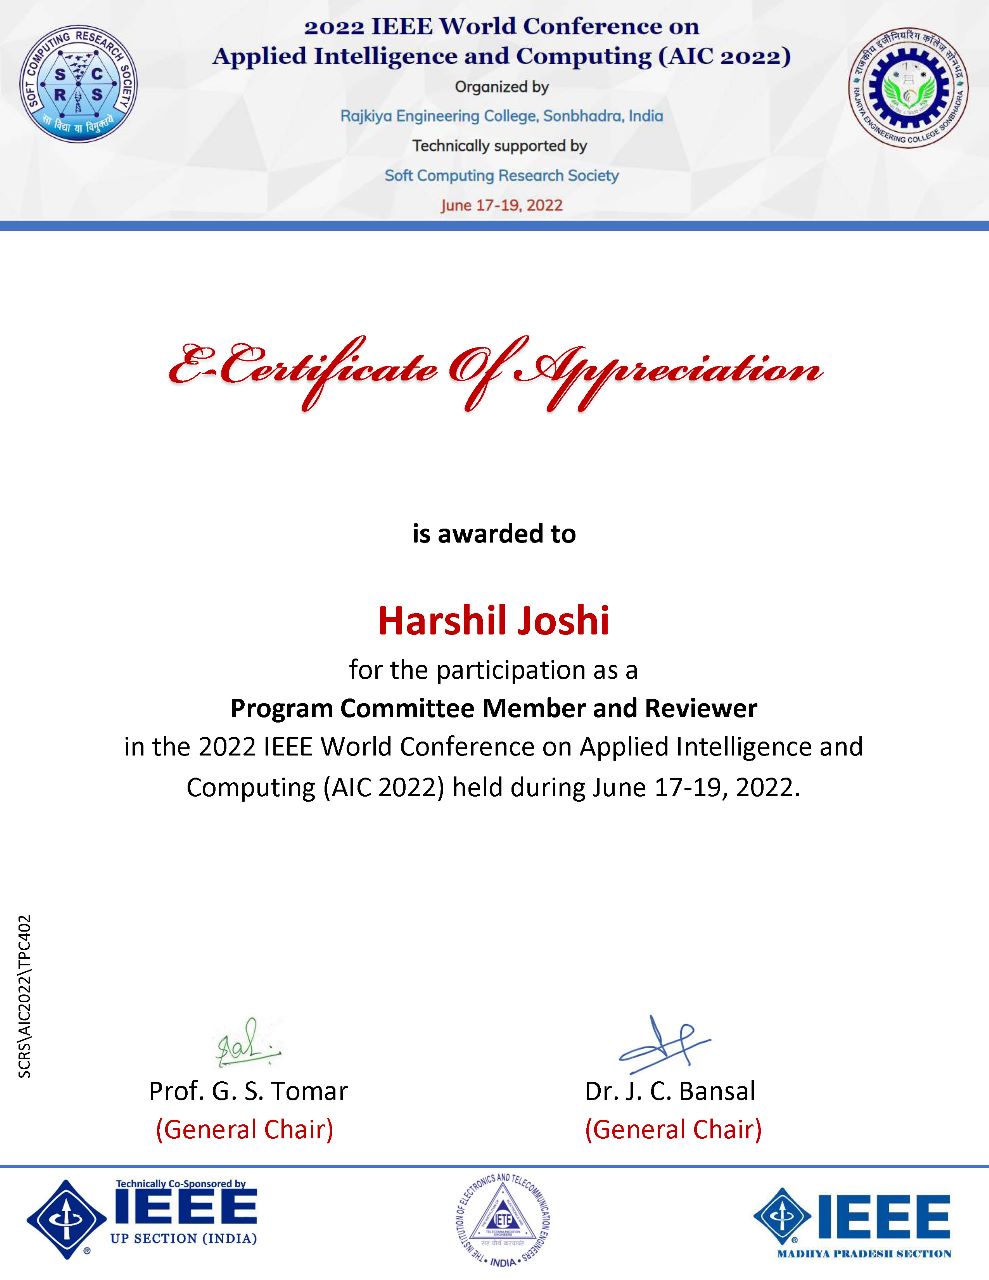 2022 IEEE World Conference on
Applied Intelligence and Computing (AIC 2022)
Organized by
Rajkiya Engineering College, Sonbhadra, India
Technically supported by
Soft Computing Research Society
June 17-19, 2022
SOFT COMPUTING RESEARCH SOCIETY
S C
R S
सा विद्या या विमुक्तये
राजकीय इंजीनियरिंग कॉलेज सोनभद्र
RAJKIYA ENGINEERING COLLEGE SONBHADRA
E-Certificate Of Appreciation
is awarded to
Harshil Joshi
for the participation as a
Program Committee Member and Reviewer
in the 2022 IEEE World Conference on Applied Intelligence and
Computing (AIC 2022) held during June 17-19, 2022.
SCRS\AIC2022\TPC402
Prof. G. S. Tomar
(General Chair)
Dr. J. C. Bansal
(General Chair)
Technically Co-Sponsored by
IEEE
UP SECTION (INDIA)
THE INSTITUTION OF ELECTRONICS AND TELECOMMUNICATION ENGINEERS
IETE
INDIA
IEEE
MADHYA PRADESH SECTION